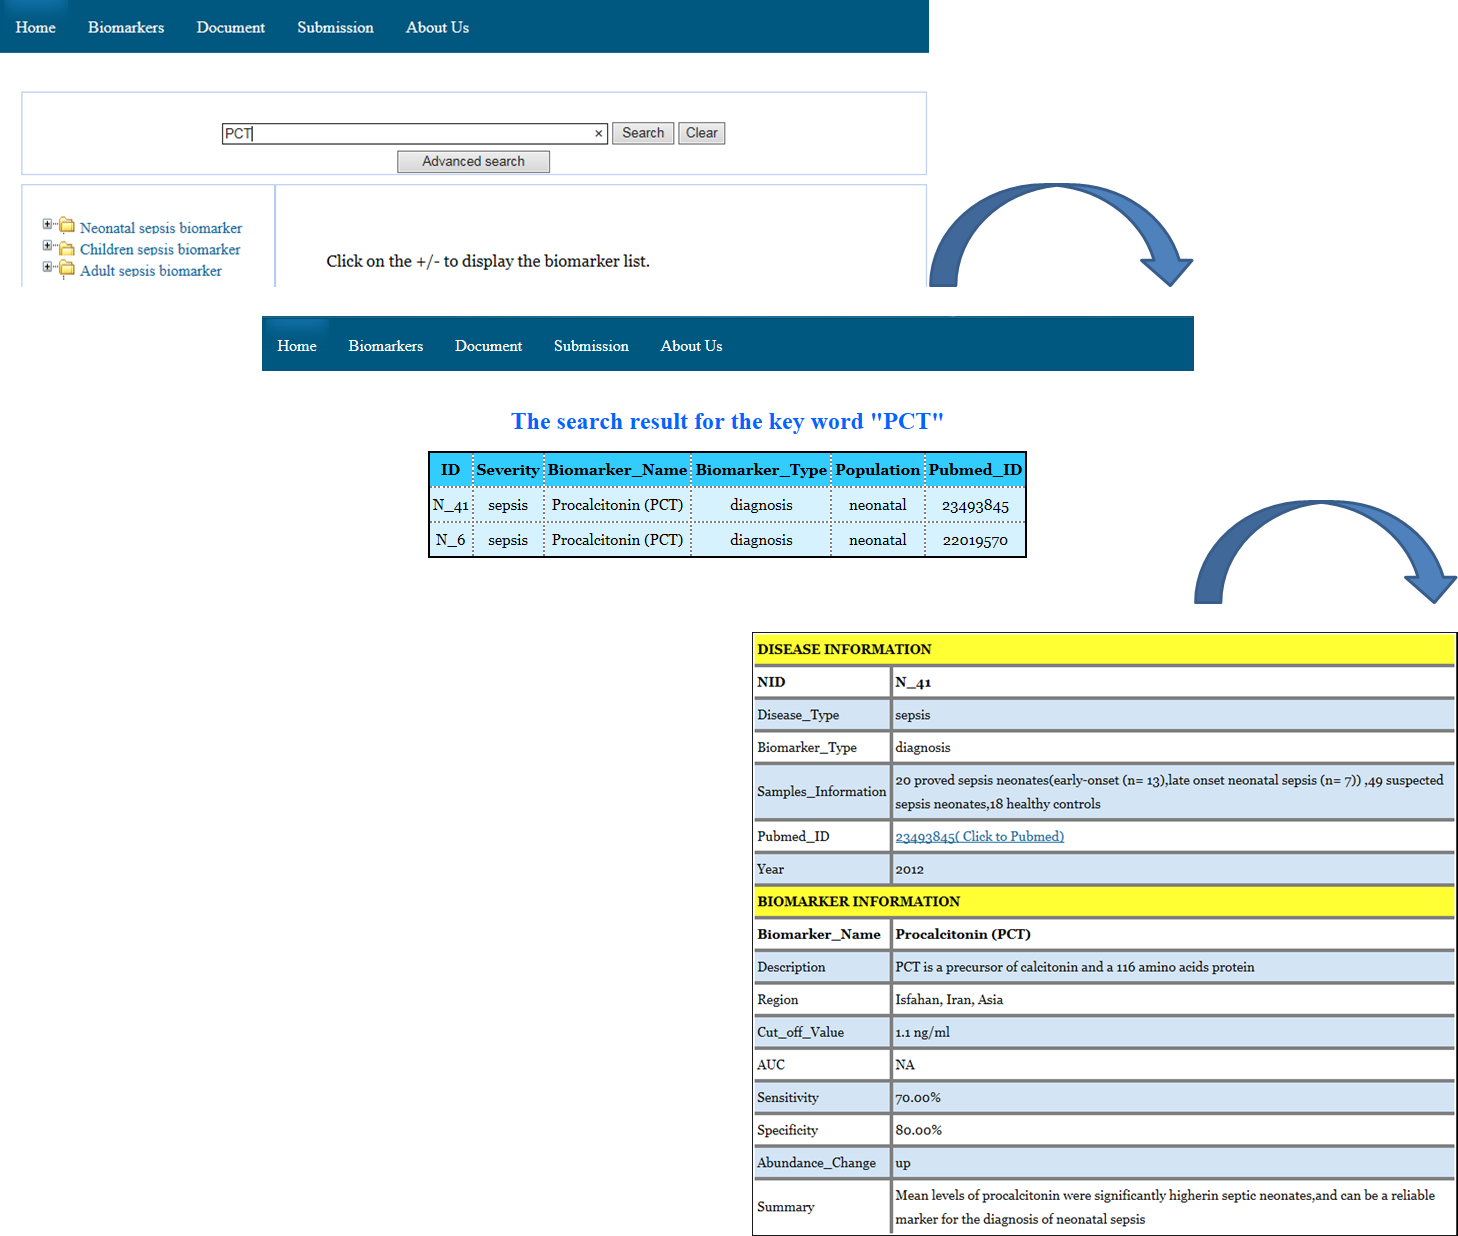 Home Biomarkers Document Submission About Us
PCT × Search Clear
Advanced search
Neonatal sepsis biomarker
Children sepsis biomarker
Adult sepsis biomarker
Click on the +/- to display the biomarker list.
Home Biomarkers Document Submission About Us
The search result for the key word "PCT"
ID Severity Biomarker_Name Biomarker_Type Population Pubmed_ID
N_41 sepsis Procalcitonin (PCT) diagnosis neonatal 23493845
N_6 sepsis Procalcitonin (PCT) diagnosis neonatal 22019570
DISEASE INFORMATION
NID N_41
Disease_Type sepsis
Biomarker_Type diagnosis
Samples_Information 20 proved sepsis neonates(early-onset (n= 13),late onset neonatal sepsis (n= 7)) ,49 suspected
sepsis neonates,18 healthy controls
Pubmed_ID 23493845( Click to Pubmed)
Year 2012
BIOMARKER INFORMATION
Biomarker_Name Procalcitonin (PCT)
Description PCT is a precursor of calcitonin and a 116 amino acids protein
Region Isfahan, Iran, Asia
Cut_off_Value 1.1 ng/ml
AUC NA
Sensitivity 70.00%
Specificity 80.00%
Abundance_Change up
Summary Mean levels of procalcitonin were significantly higherin septic neonates,and can be a reliable
marker for the diagnosis of neonatal sepsis